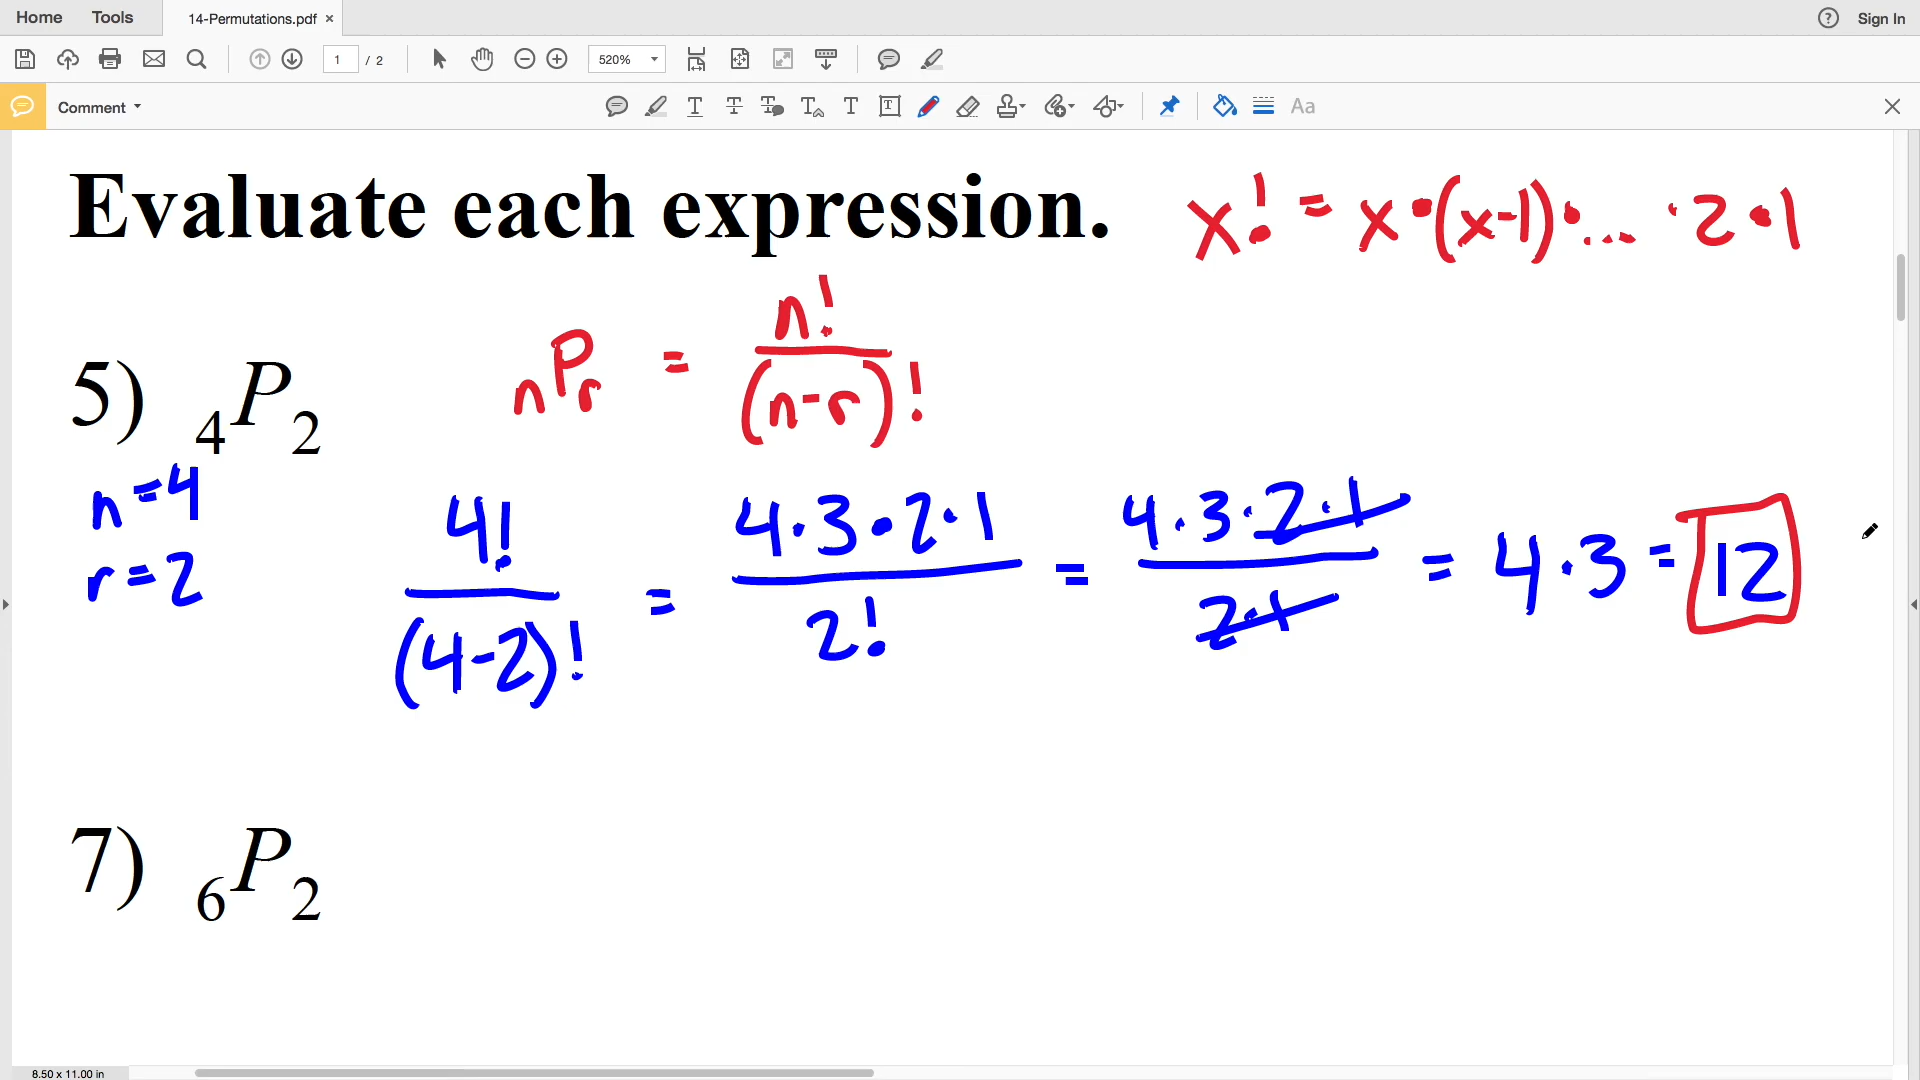 Home Tools 14-Permutations.pdf × ? Sign In
1 / 2 520%
Comment T T T T T T Aa
Evaluate each expression. x! = x·(x-1)·... ·2·1
5) ₄P₂ nPr = n!/(n-r)!
n=4
r=2
4!/(4-2)! = 4·3·2·1/2! = 4·3·2·1/2·1 = 4·3 = 12
7) ₆P₂
8.50 x 11.00 in